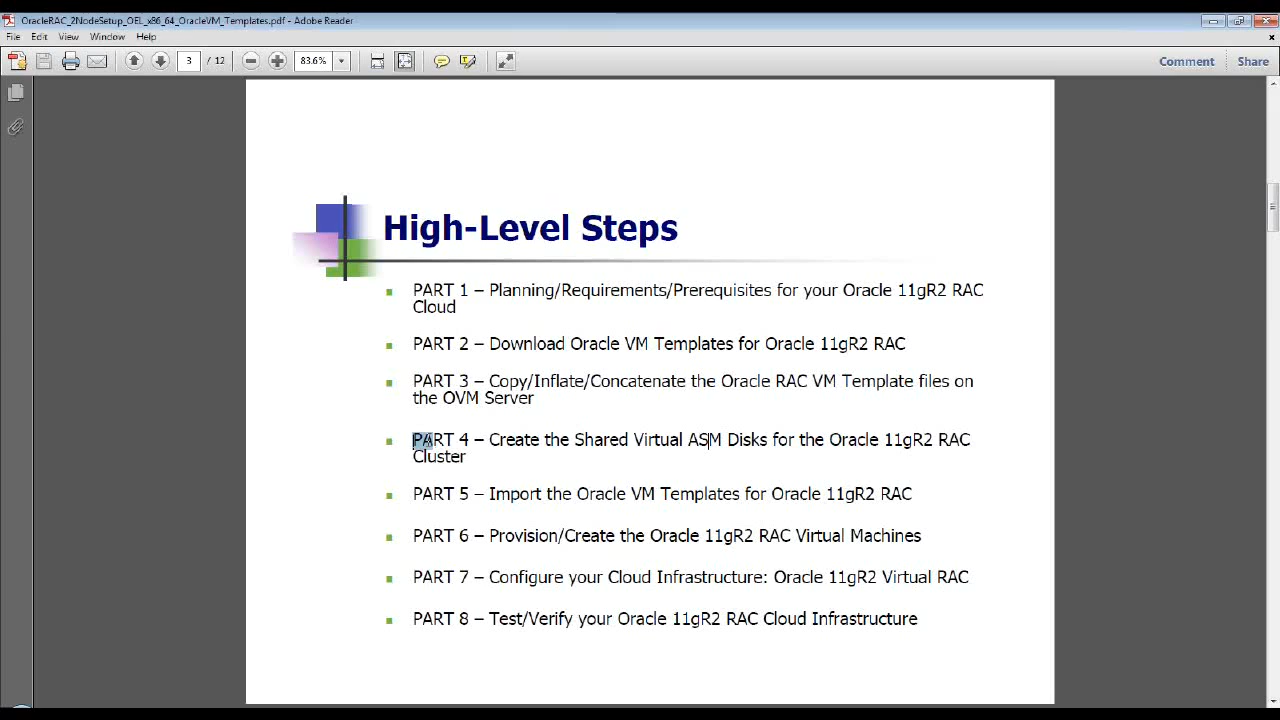 OracleRAC_2NodeSetup_OEL_x86_64_OracleVM_Templates.pdf - Adobe Reader
File Edit View Window Help
3 / 12 83.6% Comment Share
High-Level Steps
PART 1 – Planning/Requirements/Prerequisites for your Oracle 11gR2 RAC
Cloud
PART 2 – Download Oracle VM Templates for Oracle 11gR2 RAC
PART 3 – Copy/Inflate/Concatenate the Oracle RAC VM Template files on
the OVM Server
PART 4 – Create the Shared Virtual ASM Disks for the Oracle 11gR2 RAC
Cluster
PART 5 – Import the Oracle VM Templates for Oracle 11gR2 RAC
PART 6 – Provision/Create the Oracle 11gR2 RAC Virtual Machines
PART 7 – Configure your Cloud Infrastructure: Oracle 11gR2 Virtual RAC
PART 8 – Test/Verify your Oracle 11gR2 RAC Cloud Infrastructure